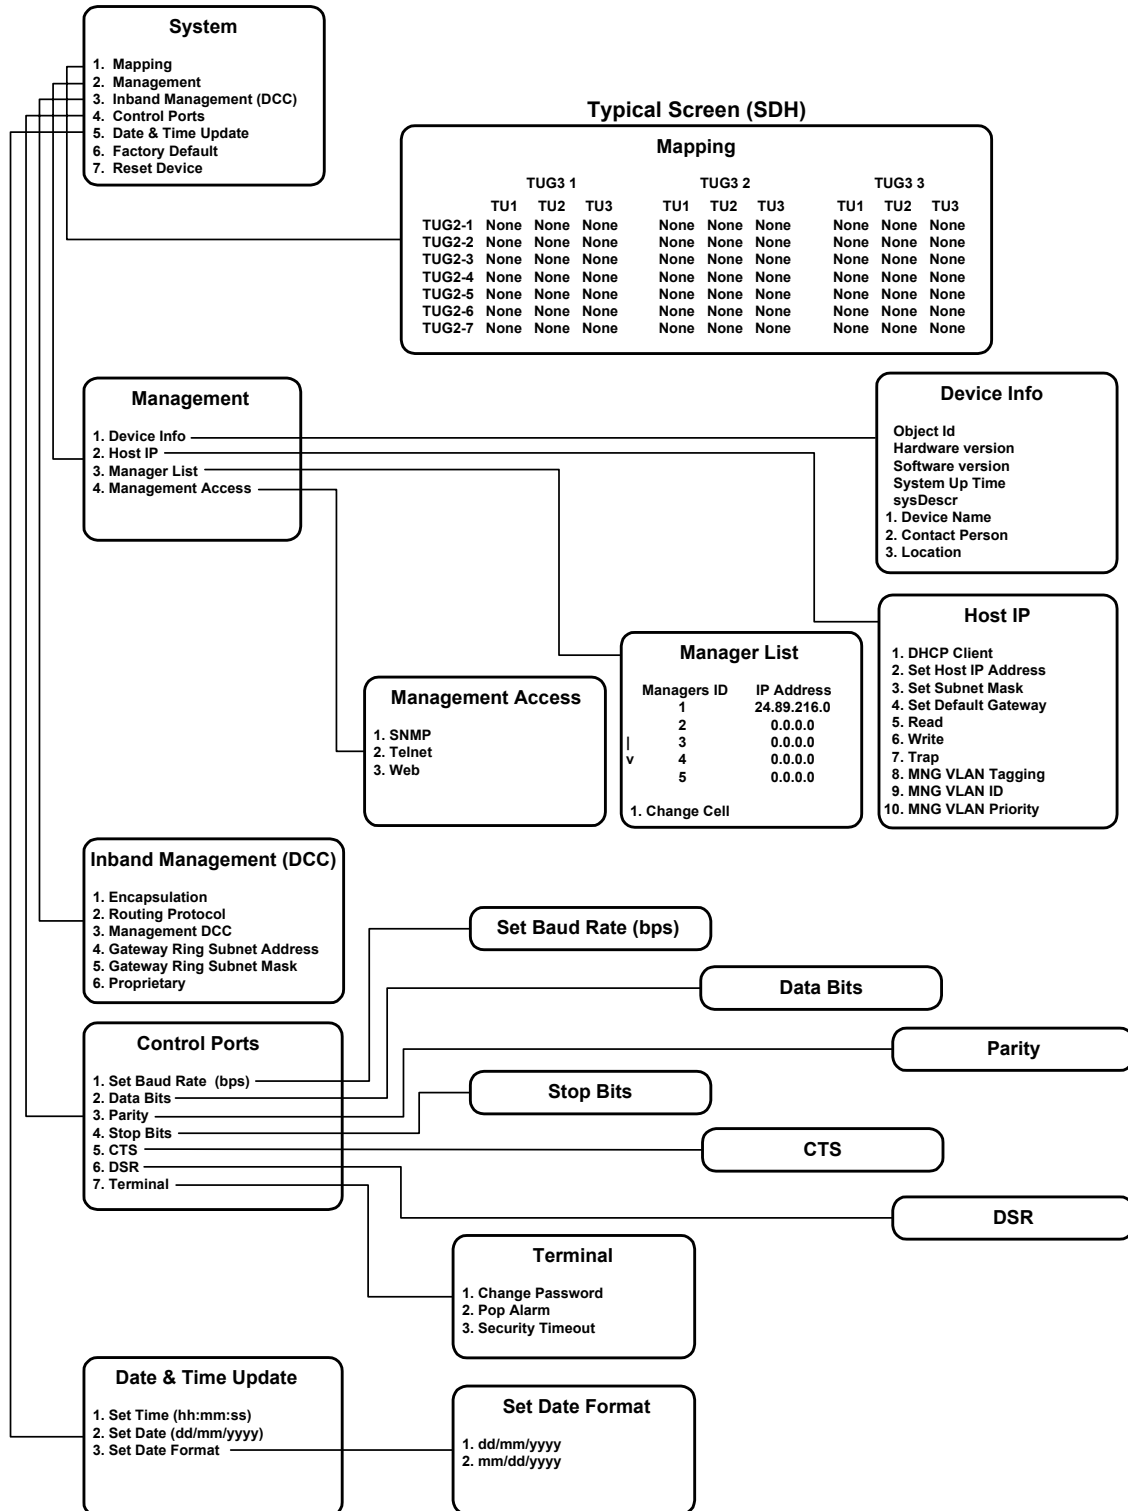 System
1. Mapping
2. Management
3. Inband Management (DCC)
4. Control Ports
5. Date & Time Update
6. Factory Default
7. Reset Device
Typical Screen (SDH)
Mapping
TUG3 1 TUG3 2 TUG3 3
TU1 TU2 TU3 TU1 TU2 TU3 TU1 TU2 TU3
TUG2-1 None None None None None None None None None
TUG2-2 None None None None None None None None None
TUG2-3 None None None None None None None None None
TUG2-4 None None None None None None None None None
TUG2-5 None None None None None None None None None
TUG2-6 None None None None None None None None None
TUG2-7 None None None None None None None None None
Management
1. Device Info
2. Host IP
3. Manager List
4. Management Access
Device Info
Object Id
Hardware version
Software version
System Up Time
sysDescr
1. Device Name
2. Contact Person
3. Location
Host IP
1. DHCP Client
2. Set Host IP Address
3. Set Subnet Mask
4. Set Default Gateway
5. Read
6. Write
7. Trap
8. MNG VLAN Tagging
9. MNG VLAN ID
10. MNG VLAN Priority
Manager List
Managers ID IP Address
1 24.89.216.0
2 0.0.0.0
| 3 0.0.0.0
v 4 0.0.0.0
5 0.0.0.0
1. Change Cell
Management Access
1. SNMP
2. Telnet
3. Web
Inband Management (DCC)
1. Encapsulation
2. Routing Protocol
3. Management DCC
4. Gateway Ring Subnet Address
5. Gateway Ring Subnet Mask
6. Proprietary
Control Ports
1. Set Baud Rate (bps)
2. Data Bits
3. Parity
4. Stop Bits
5. CTS
6. DSR
7. Terminal
Set Baud Rate (bps)
Data Bits
Parity
Stop Bits
CTS
DSR
Terminal
1. Change Password
2. Pop Alarm
3. Security Timeout
Date & Time Update
1. Set Time (hh:mm:ss)
2. Set Date (dd/mm/yyyy)
3. Set Date Format
Set Date Format
1. dd/mm/yyyy
2. mm/dd/yyyy